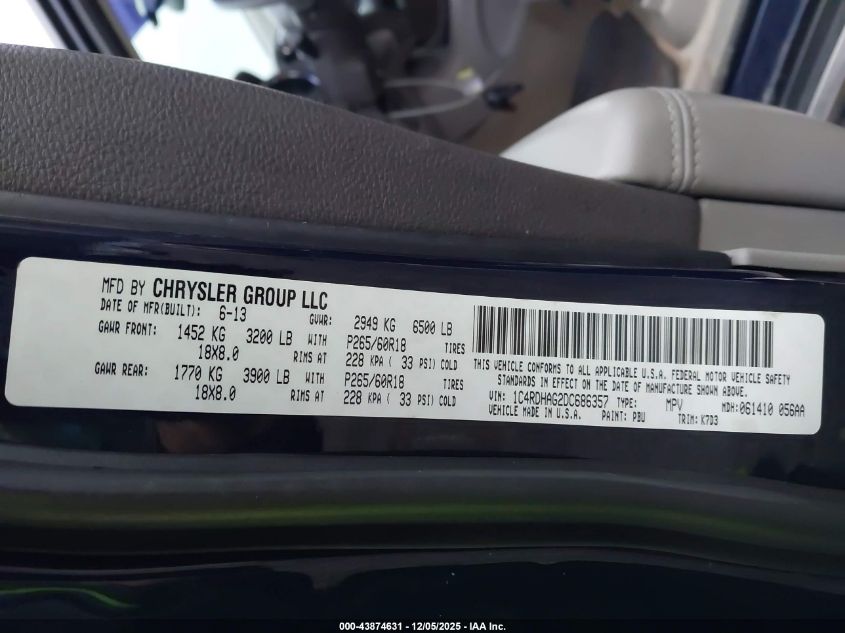 MFD BY CHRYSLER GROUP LLC
DATE OF MFR(BUILT): 6-13 GVWR: 2949 KG 6500 LB
GAWR FRONT: 1452 KG 3200 LB WITH P265/60R18 TIRES
18X8.0 RIMS AT 228 KPA ( 33 PSI) COLD
GAWR REAR: 1770 KG 3900 LB WITH P265/60R18 TIRES
18X8.0 RIMS AT 228 KPA ( 33 PSI) COLD
THIS VEHICLE CONFORMS TO ALL APPLICABLE U.S.A. FEDERAL MOTOR VEHICLE SAFETY
STANDARDS IN EFFECT ON THE DATE OF MANUFACTURE SHOWN ABOVE.
VIN: 1C4RDHAG2DC686357 TYPE: MPV MDH:061410 056AA
VEHICLE MADE IN U.S.A. PAINT: PBU TRIM: K7D3
000-43874631 - 12/05/2025 - IAA Inc.